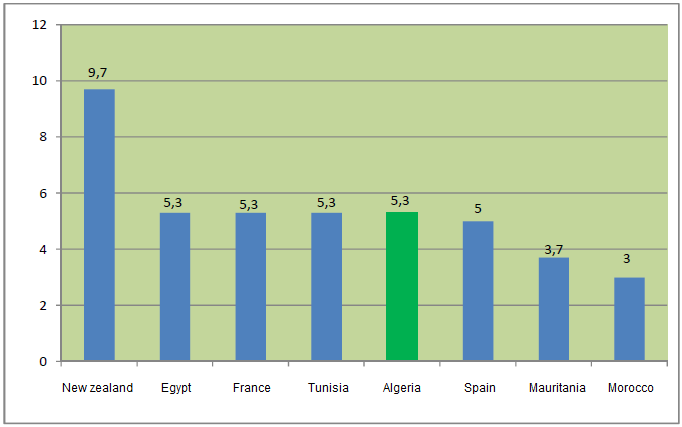 12
10
8
6
4
2
0
9,7
5,3
5,3
5,3
5,3
5
3,7
3
New zealand
Egypt
France
Tunisia
Algeria
Spain
Mauritania
Morocco